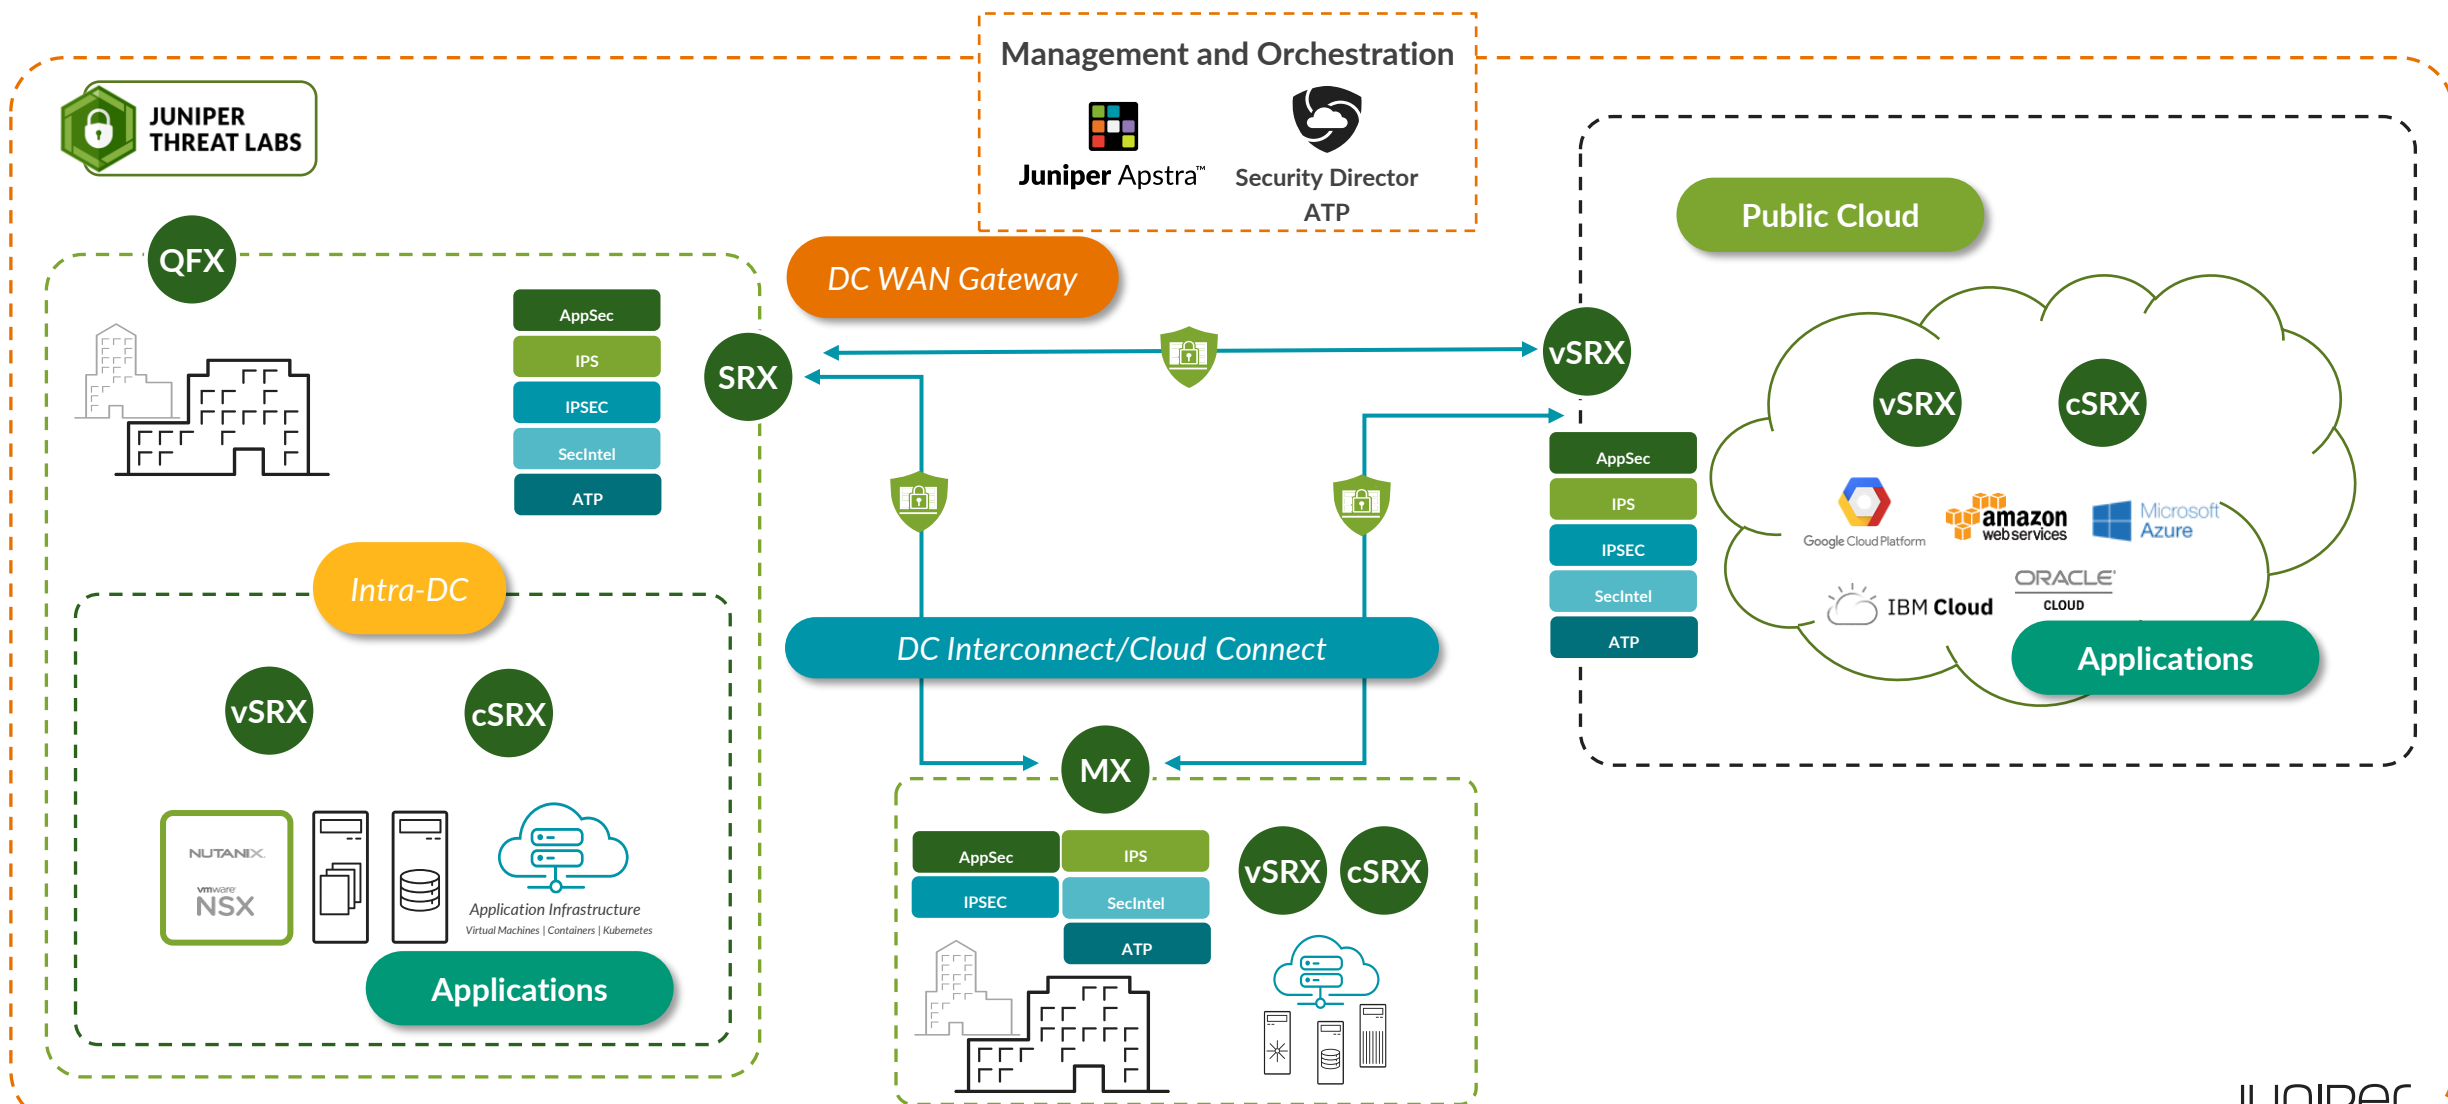 Management and Orchestration
JUNIPER
THREAT LABS
Juniper Apstra™
Security Director
ATP
Public Cloud
QFX
DC WAN Gateway
AppSec
IPS
IPSEC
SecIntel
ATP
SRX
vSRX
vSRX
cSRX
AppSec
IPS
IPSEC
SecIntel
ATP
Google Cloud Platform
amazon
webservices
Microsoft
Azure
IBM Cloud
ORACLE
CLOUD
Applications
Intra-DC
DC Interconnect/Cloud Connect
vSRX
cSRX
MX
NUTANIX
vmware
NSX
Application Infrastructure
Virtual Machines | Containers | Kubernetes
Applications
AppSec
IPS
IPSEC
SecIntel
ATP
vSRX
cSRX
JUNIPER